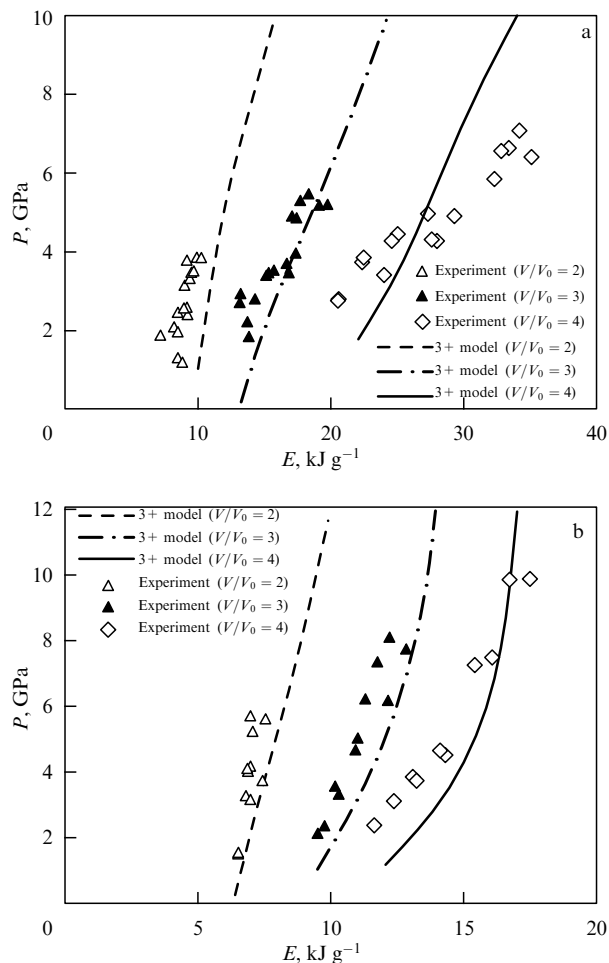 10
a
8
6
P, GPa
4
2
0
10
20
30
40
E, kJ g⁻¹
Experiment (V/V₀ = 2)
Experiment (V/V₀ = 3)
Experiment (V/V₀ = 4)
3+ model (V/V₀ = 2)
3+ model (V/V₀ = 3)
3+ model (V/V₀ = 4)
12
b
3+ model (V/V₀ = 2)
3+ model (V/V₀ = 3)
3+ model (V/V₀ = 4)
Experiment (V/V₀ = 2)
Experiment (V/V₀ = 3)
Experiment (V/V₀ = 4)
10
8
6
P, GPa
4
2
0
5
10
15
20
E, kJ g⁻¹